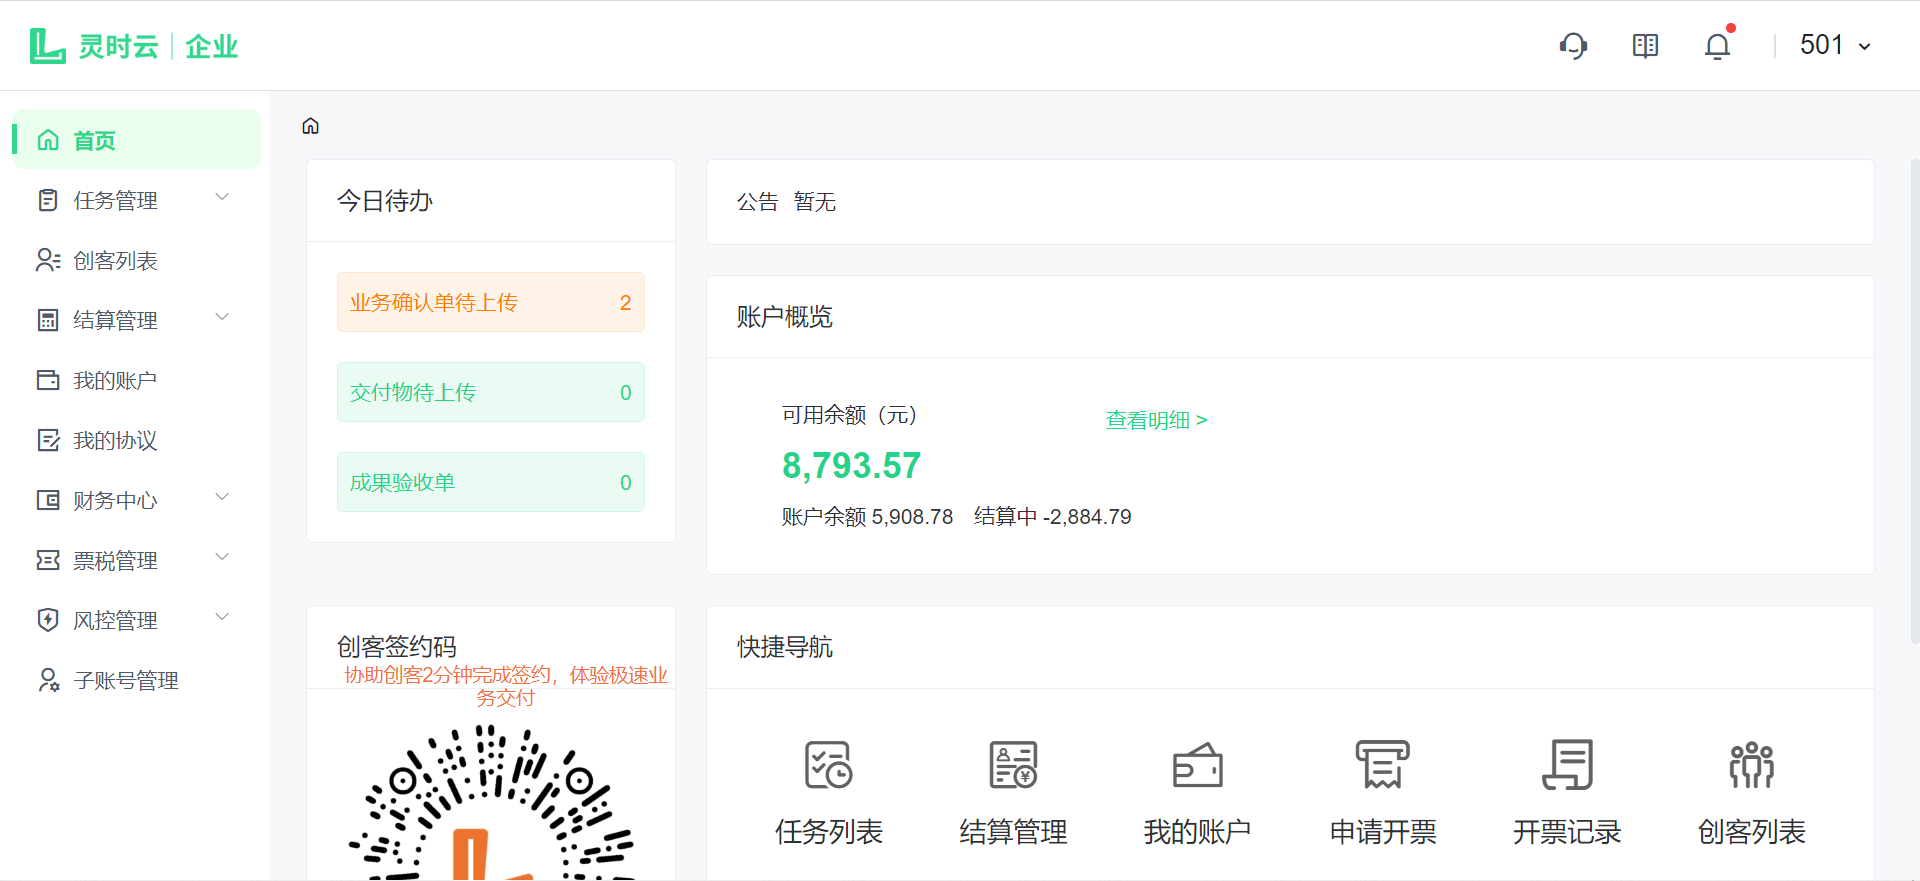 灵时云 | 企业
501
首页
任务管理
创客列表
结算管理
我的账户
我的协议
财务中心
票税管理
风控管理
子账号管理
今日待办
业务确认单待上传 2
交付物待上传 0
成果验收单 0
公告 暂无
账户概览
可用余额（元）
查看明细 >
8,793.57
账户余额 5,908.78 结算中 -2,884.79
创客签约码
协助创客2分钟完成签约，体验极速业
务交付
快捷导航
任务列表
结算管理
我的账户
申请开票
开票记录
创客列表